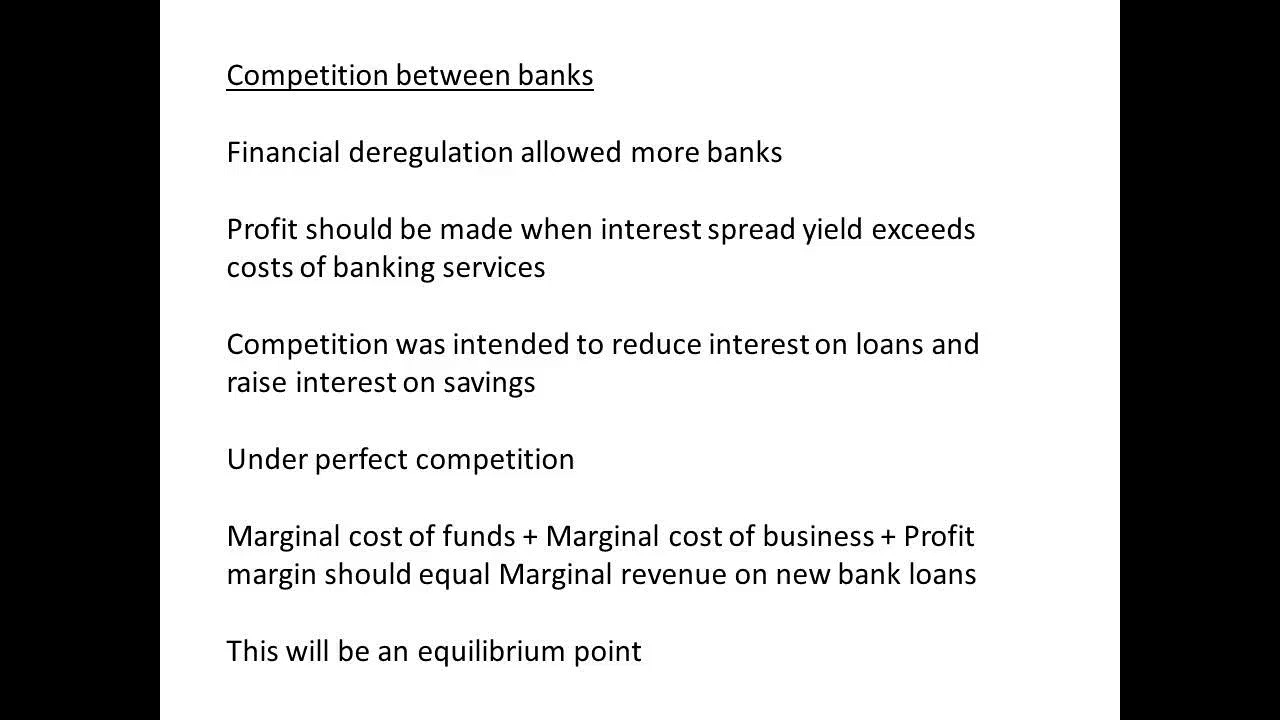 Competition between banks
Financial deregulation allowed more banks
Profit should be made when interest spread yield exceeds
costs of banking services
Competition was intended to reduce interest on loans and
raise interest on savings
Under perfect competition
Marginal cost of funds + Marginal cost of business + Profit
margin should equal Marginal revenue on new bank loans
This will be an equilibrium point